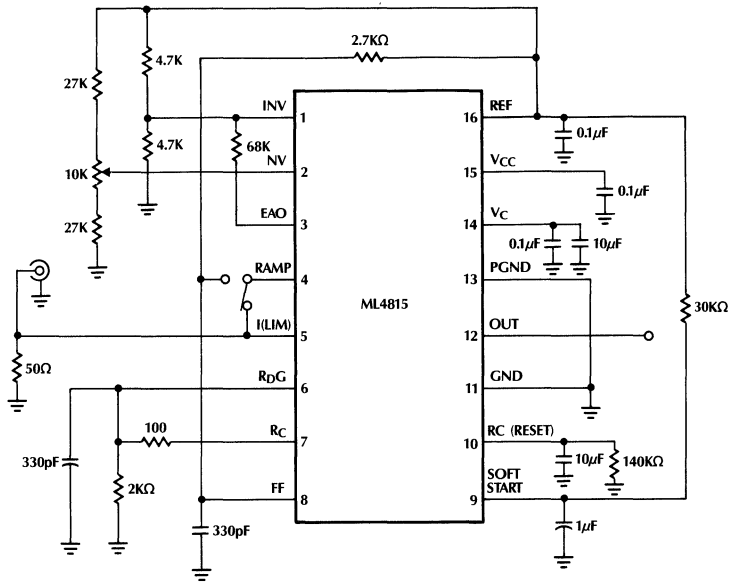 2.7KΩ
4.7K
27K
INV
1
16
REF
0.1µF
4.7K
68K
NV
2
15
VCC
10K
0.1µF
EAO
3
14
VC
27K
0.1µF
10µF
RAMP
4
13
PGND
ML4815
30KΩ
I(LIM)
5
12
OUT
50Ω
RDG
6
11
GND
100
RC
7
10
RC (RESET)
330pF
10µF
140KΩ
2KΩ
SOFT
START
FF
8
9
330pF
1µF